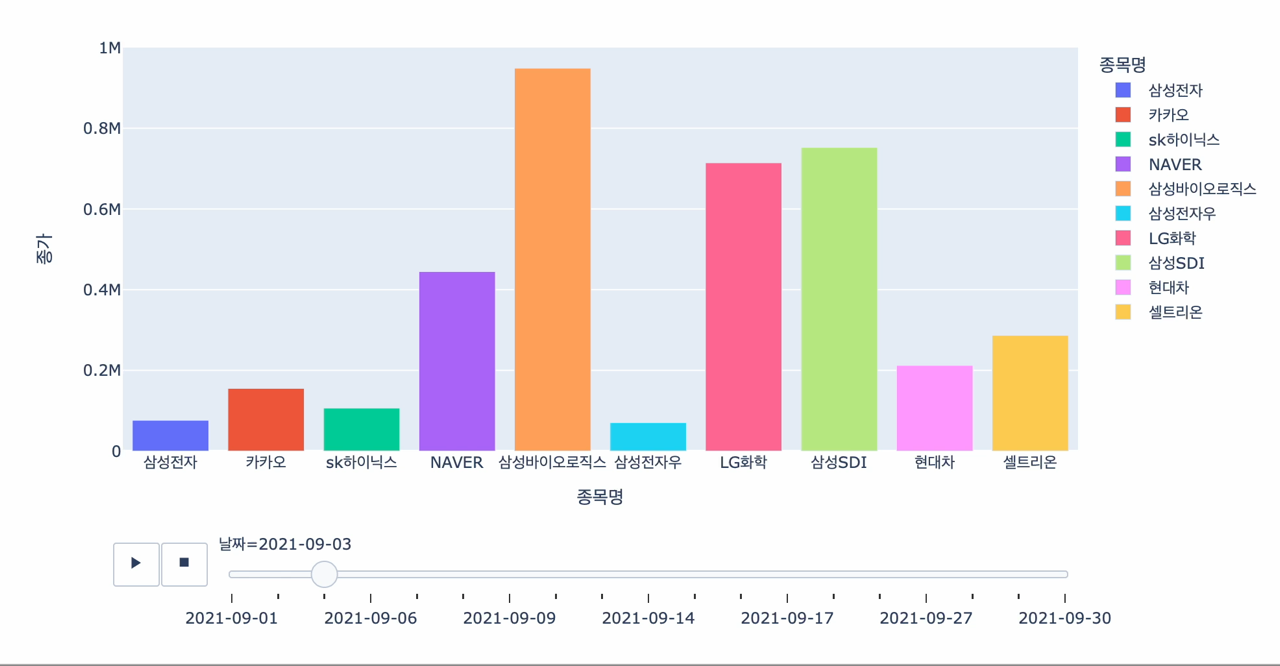 1M
0.8M
0.6M
0.4M
0.2M
0
종가
삼성전자
카카오
sk하이닉스
NAVER
삼성바이오로직스
삼성전자우
LG화학
삼성SDI
현대차
셀트리온
종목명
종목명
삼성전자
카카오
sk하이닉스
NAVER
삼성바이오로직스
삼성전자우
LG화학
삼성SDI
현대차
셀트리온
날짜=2021-09-03
2021-09-01
2021-09-06
2021-09-09
2021-09-14
2021-09-17
2021-09-27
2021-09-30